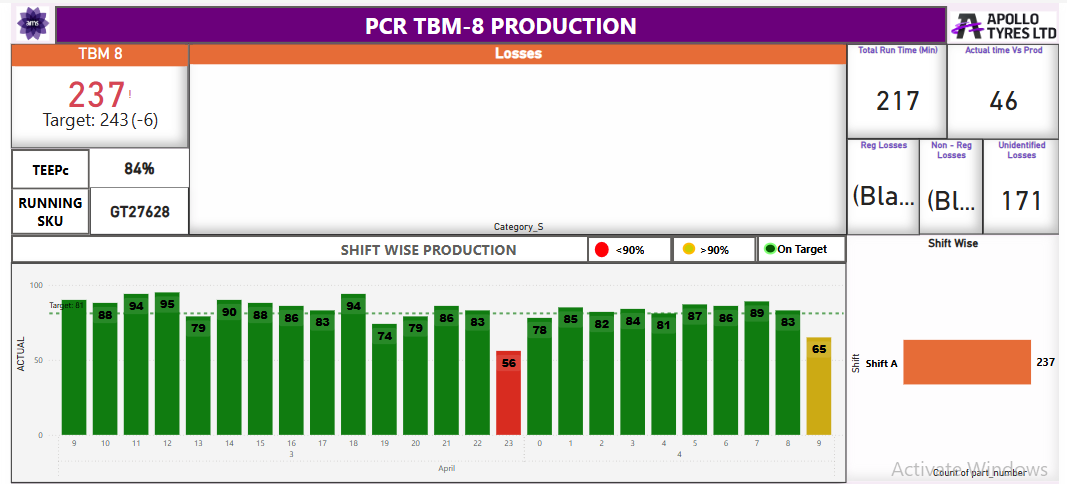 ams
PCR TBM-8 PRODUCTION
APOLLO
TYRES LTD
TBM 8
237!
Target: 243 (-6)
TEEPc
84%
RUNNING
SKU
GT27628
Losses
Category_S
Total Run Time (Min)
217
Actual time Vs Prod
46
Reg Losses
(Bla...
Non - Reg
Losses
(Bl...
Unidentified
Losses
171
SHIFT WISE PRODUCTION
<90%
>90%
On Target
ACTUAL
100
50
0
Target: 81
88 94 95 79 90 88 86 83 94 74 79 86 83 56 78 85 82 84 81 87 86 89 83 65
9 10 11 12 13 14 15 16 17 18 19 20 21 22 23 0 1 2 3 4 5 6 7 8 9
3 4
April
Shift Wise
Shift
Shift A
237
Count of part_number
Activate Windows